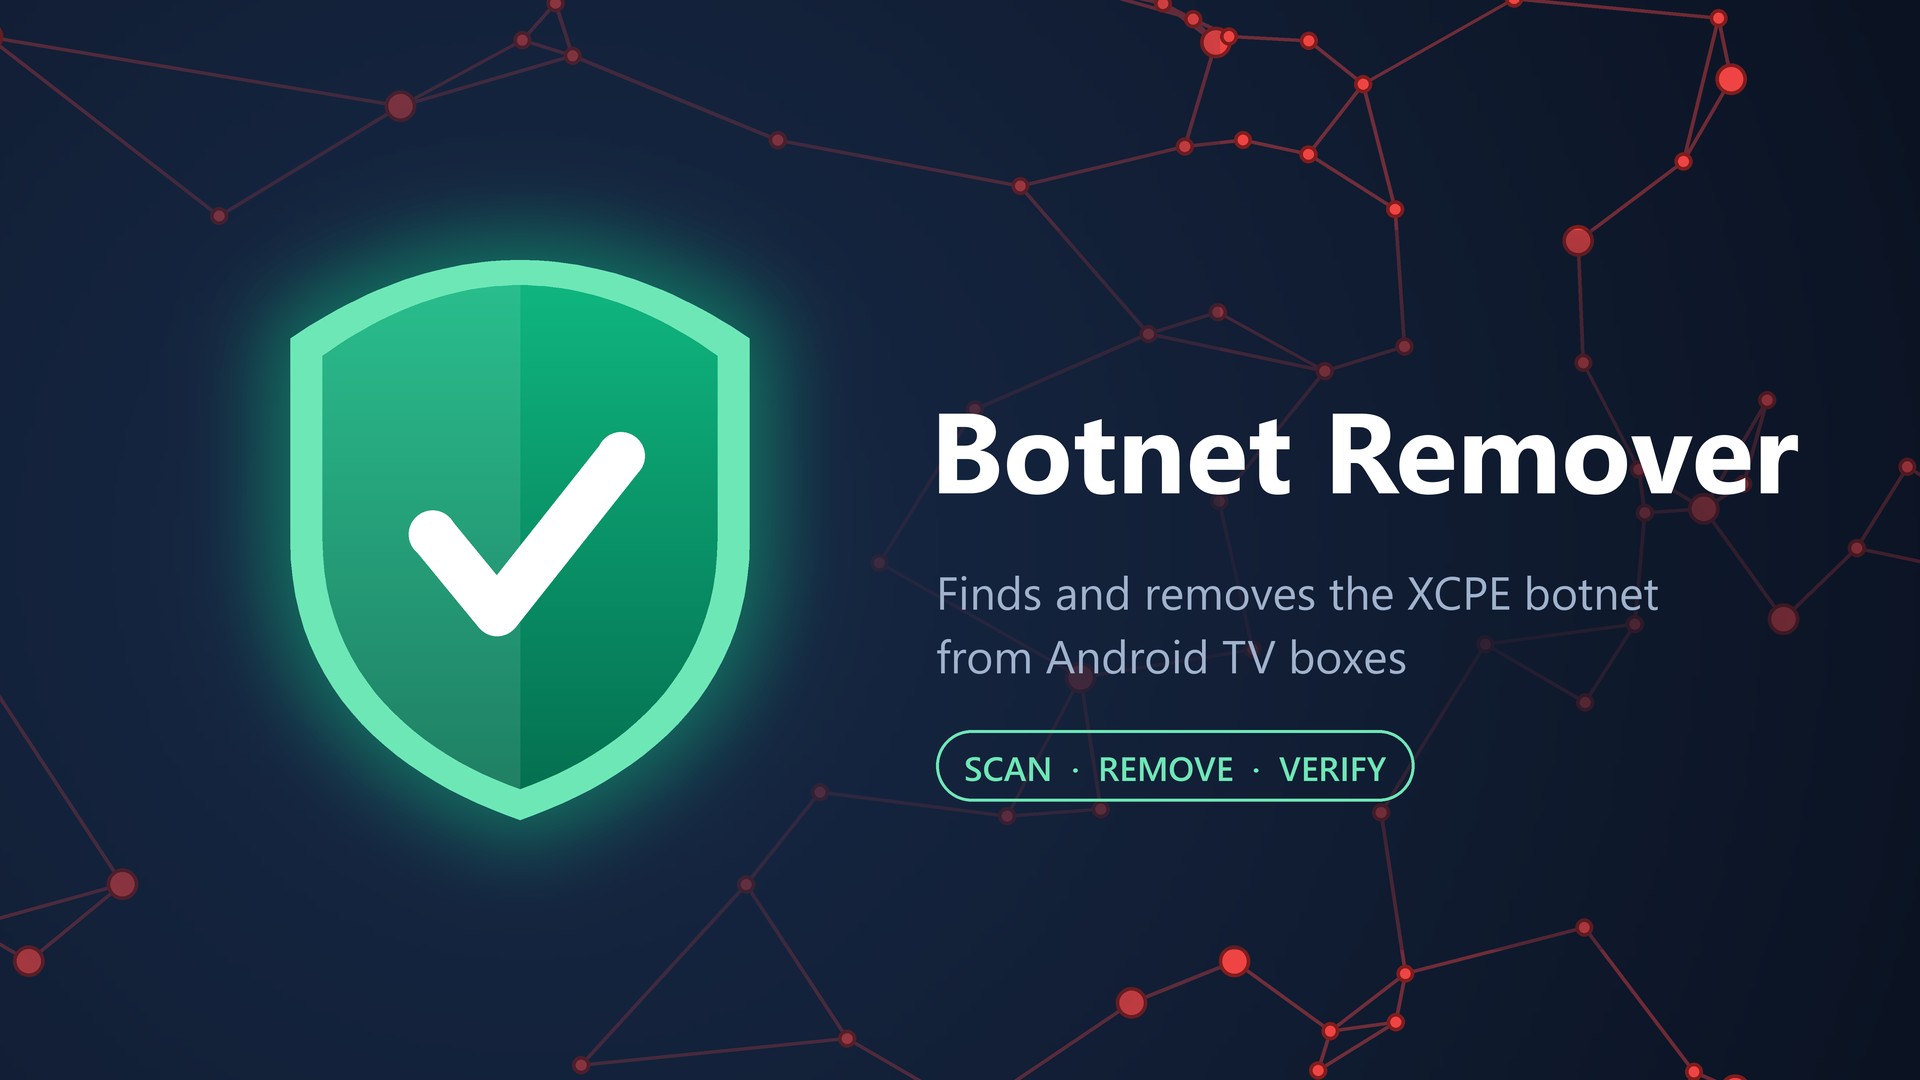 Botnet Remover
Finds and removes the XCPE botnet
from Android TV boxes
SCAN · REMOVE · VERIFY